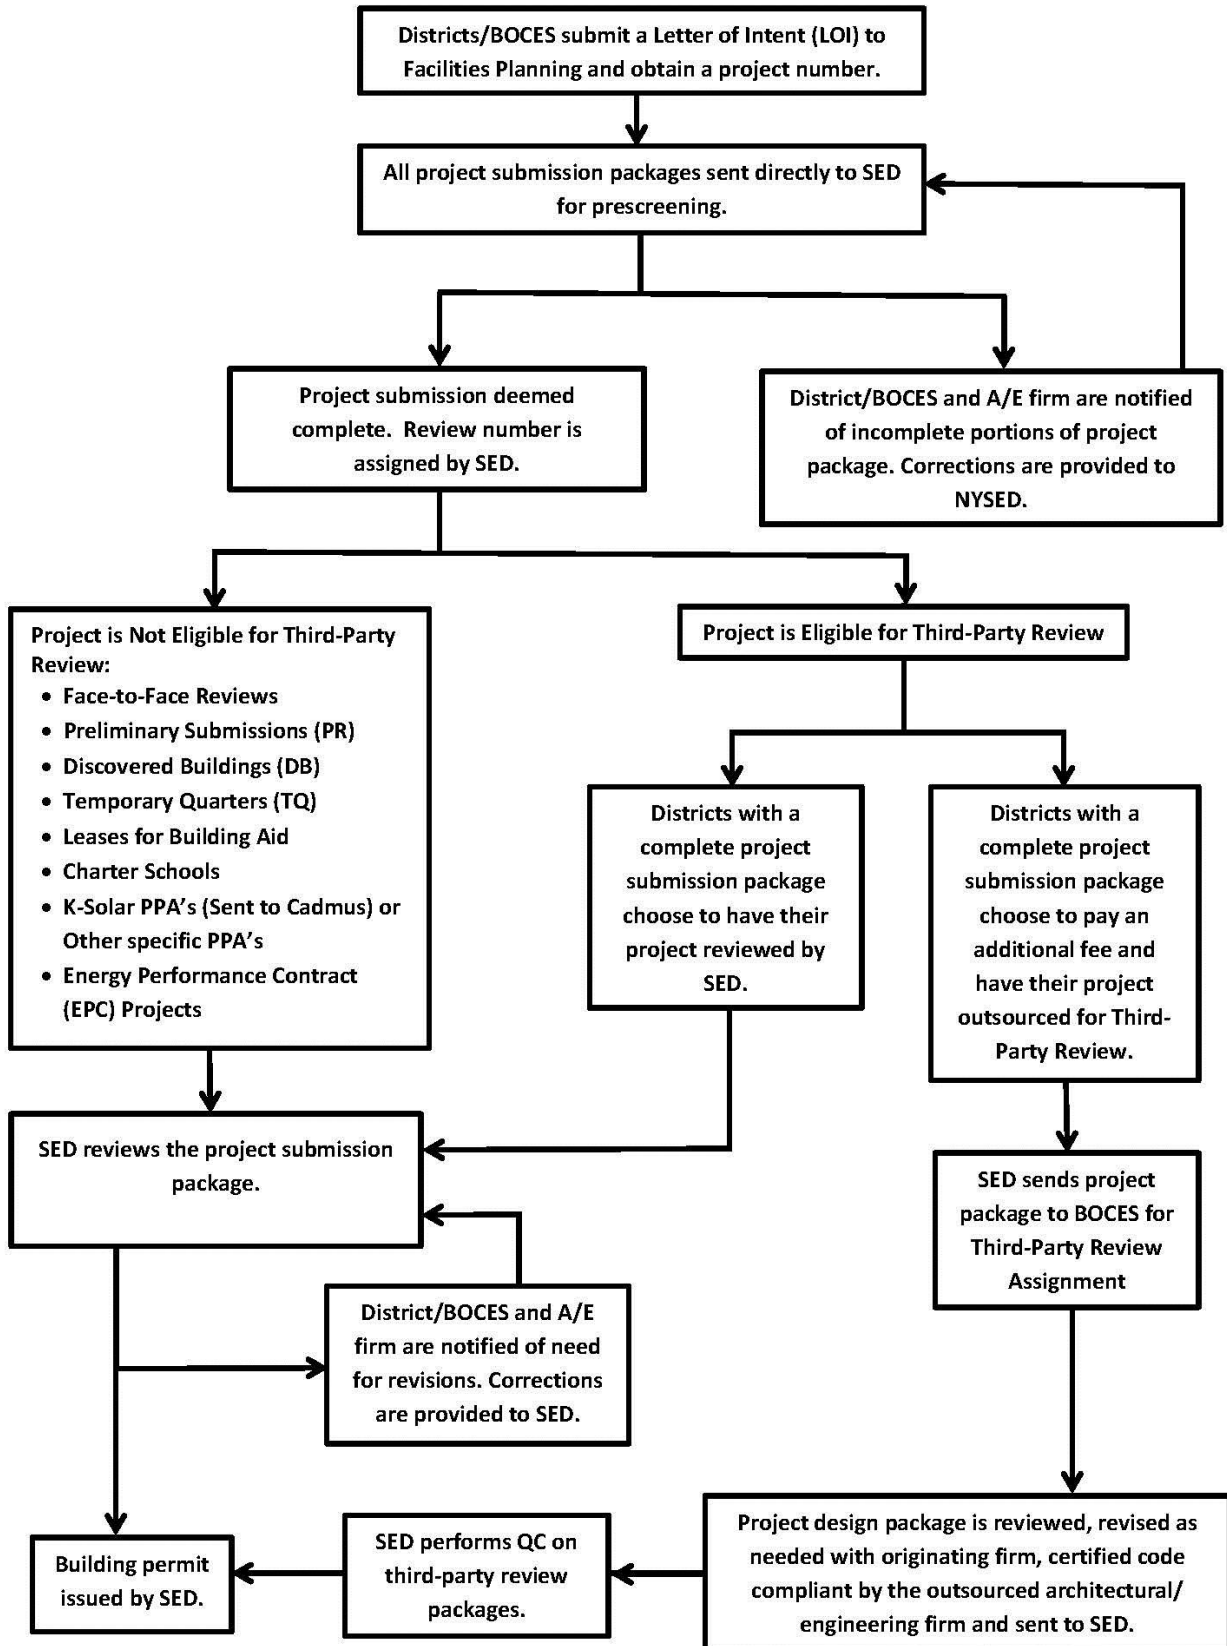 Districts/BOCES submit a Letter of Intent (LOI) to
Facilities Planning and obtain a project number.
All project submission packages sent directly to SED
for prescreening.
Project submission deemed
complete.  Review number is
assigned by SED.
District/BOCES and A/E firm are notified
of incomplete portions of project
package. Corrections are provided to
NYSED.
Project is Not Eligible for Third-Party
Review:
• Face-to-Face Reviews
• Preliminary Submissions (PR)
• Discovered Buildings (DB)
• Temporary Quarters (TQ)
• Leases for Building Aid
• Charter Schools
• K-Solar PPA's (Sent to Cadmus) or
Other specific PPA's
• Energy Performance Contract
(EPC) Projects
Project is Eligible for Third-Party Review
Districts with a
complete project
submission package
choose to have their
project reviewed by
SED.
Districts with a
complete project
submission package
choose to pay an
additional fee and
have their project
outsourced for Third-
Party Review.
SED reviews the project submission
package.
SED sends project
package to BOCES for
Third-Party Review
Assignment
District/BOCES and A/E
firm are notified of need
for revisions. Corrections
are provided to SED.
Building permit
issued by SED.
SED performs QC on
third-party review
packages.
Project design package is reviewed, revised as
needed with originating firm, certified code
compliant by the outsourced architectural/
engineering firm and sent to SED.